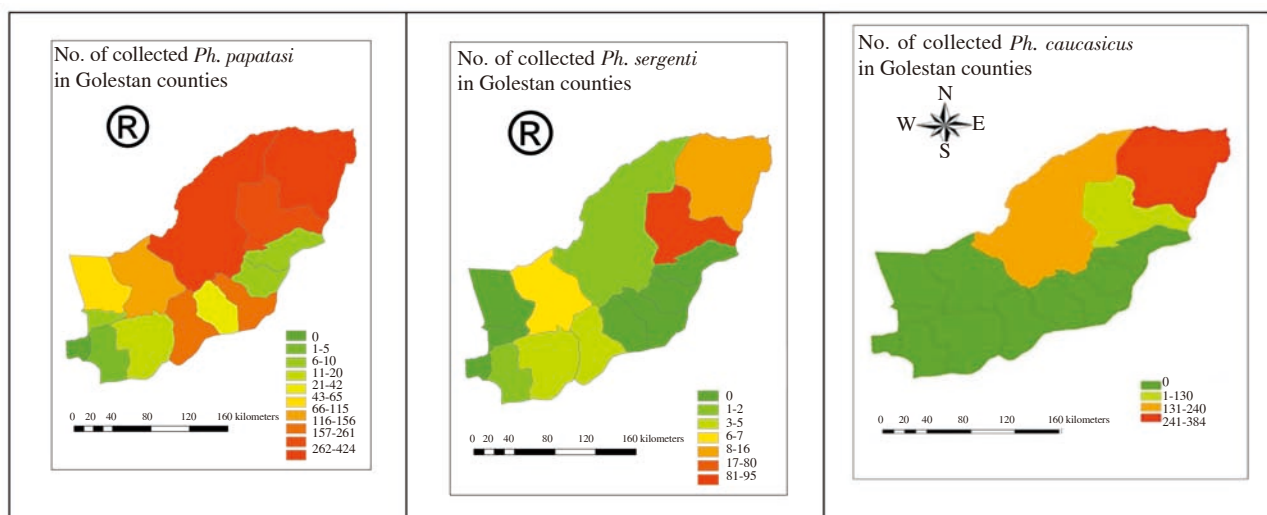 No. of collected Ph. papatasi
in Golestan counties
®
0
1-5
6-10
11-20
21-42
43-65
66-115
116-156
157-261
262-424
0 20 40 80 120 160 kilometers
No. of collected Ph. sergenti
in Golestan counties
®
0
1-2
3-5
6-7
8-16
17-80
81-95
0 20 40 80 120 160 kilometers
No. of collected Ph. caucasicus
in Golestan counties
N
W E
S
0
1-130
131-240
241-384
0 20 40 80 120 160 kilometers